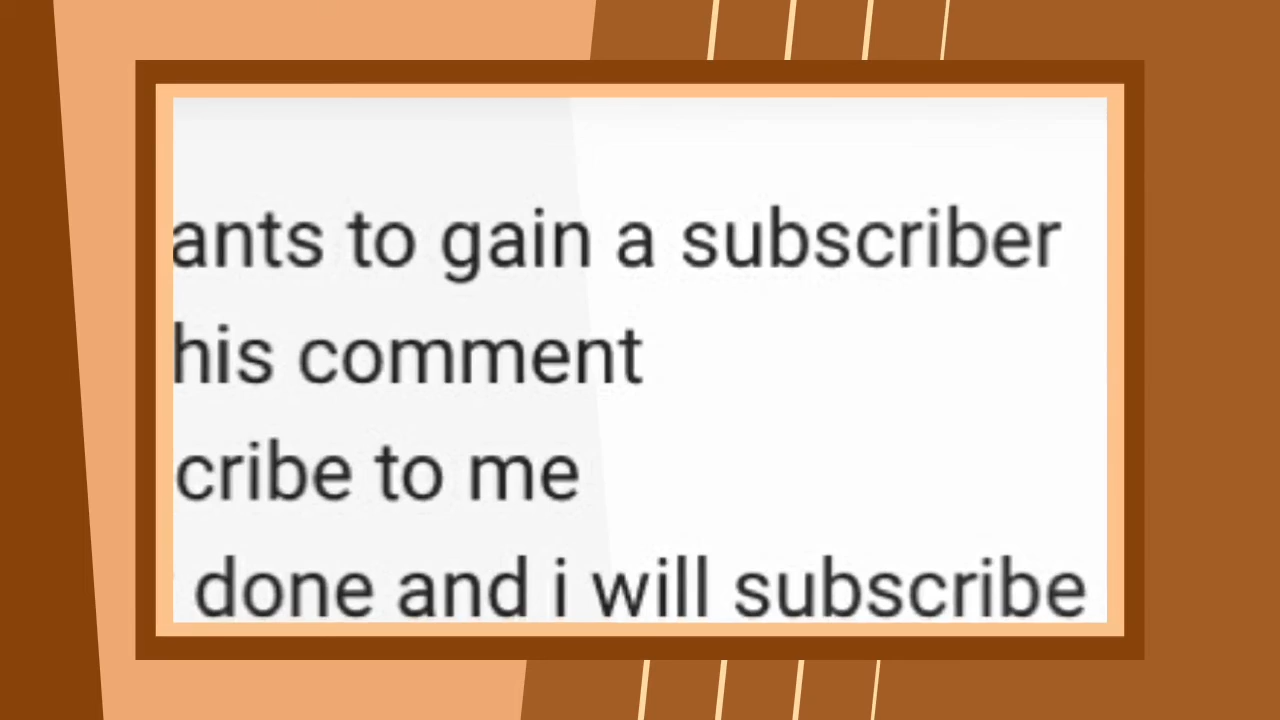 ants to gain a subscriber
his comment
cribe to me
done and i will subscribe